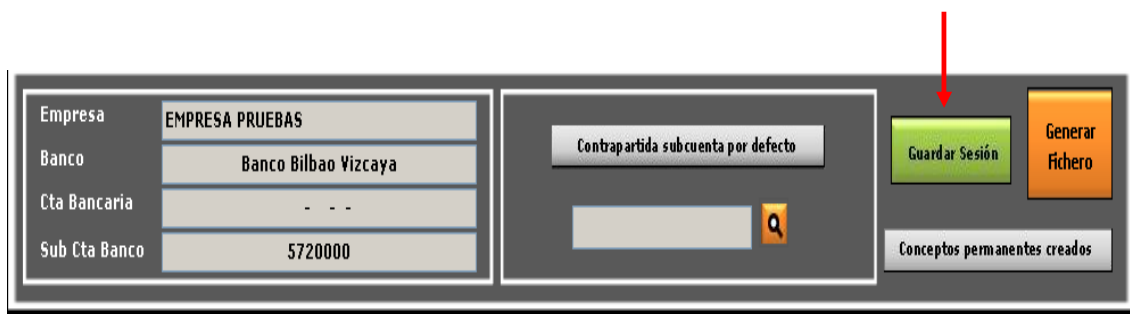 Empresa
EMPRESA PRUEBAS
Banco
Banco Bilbao Vizcaya
Cta Bancaria
- - -
Sub Cta Banco
5720000
Contrapartida subcuenta por defecto
Guardar Sesión
Generar
Fichero
Conceptos permanentes creados